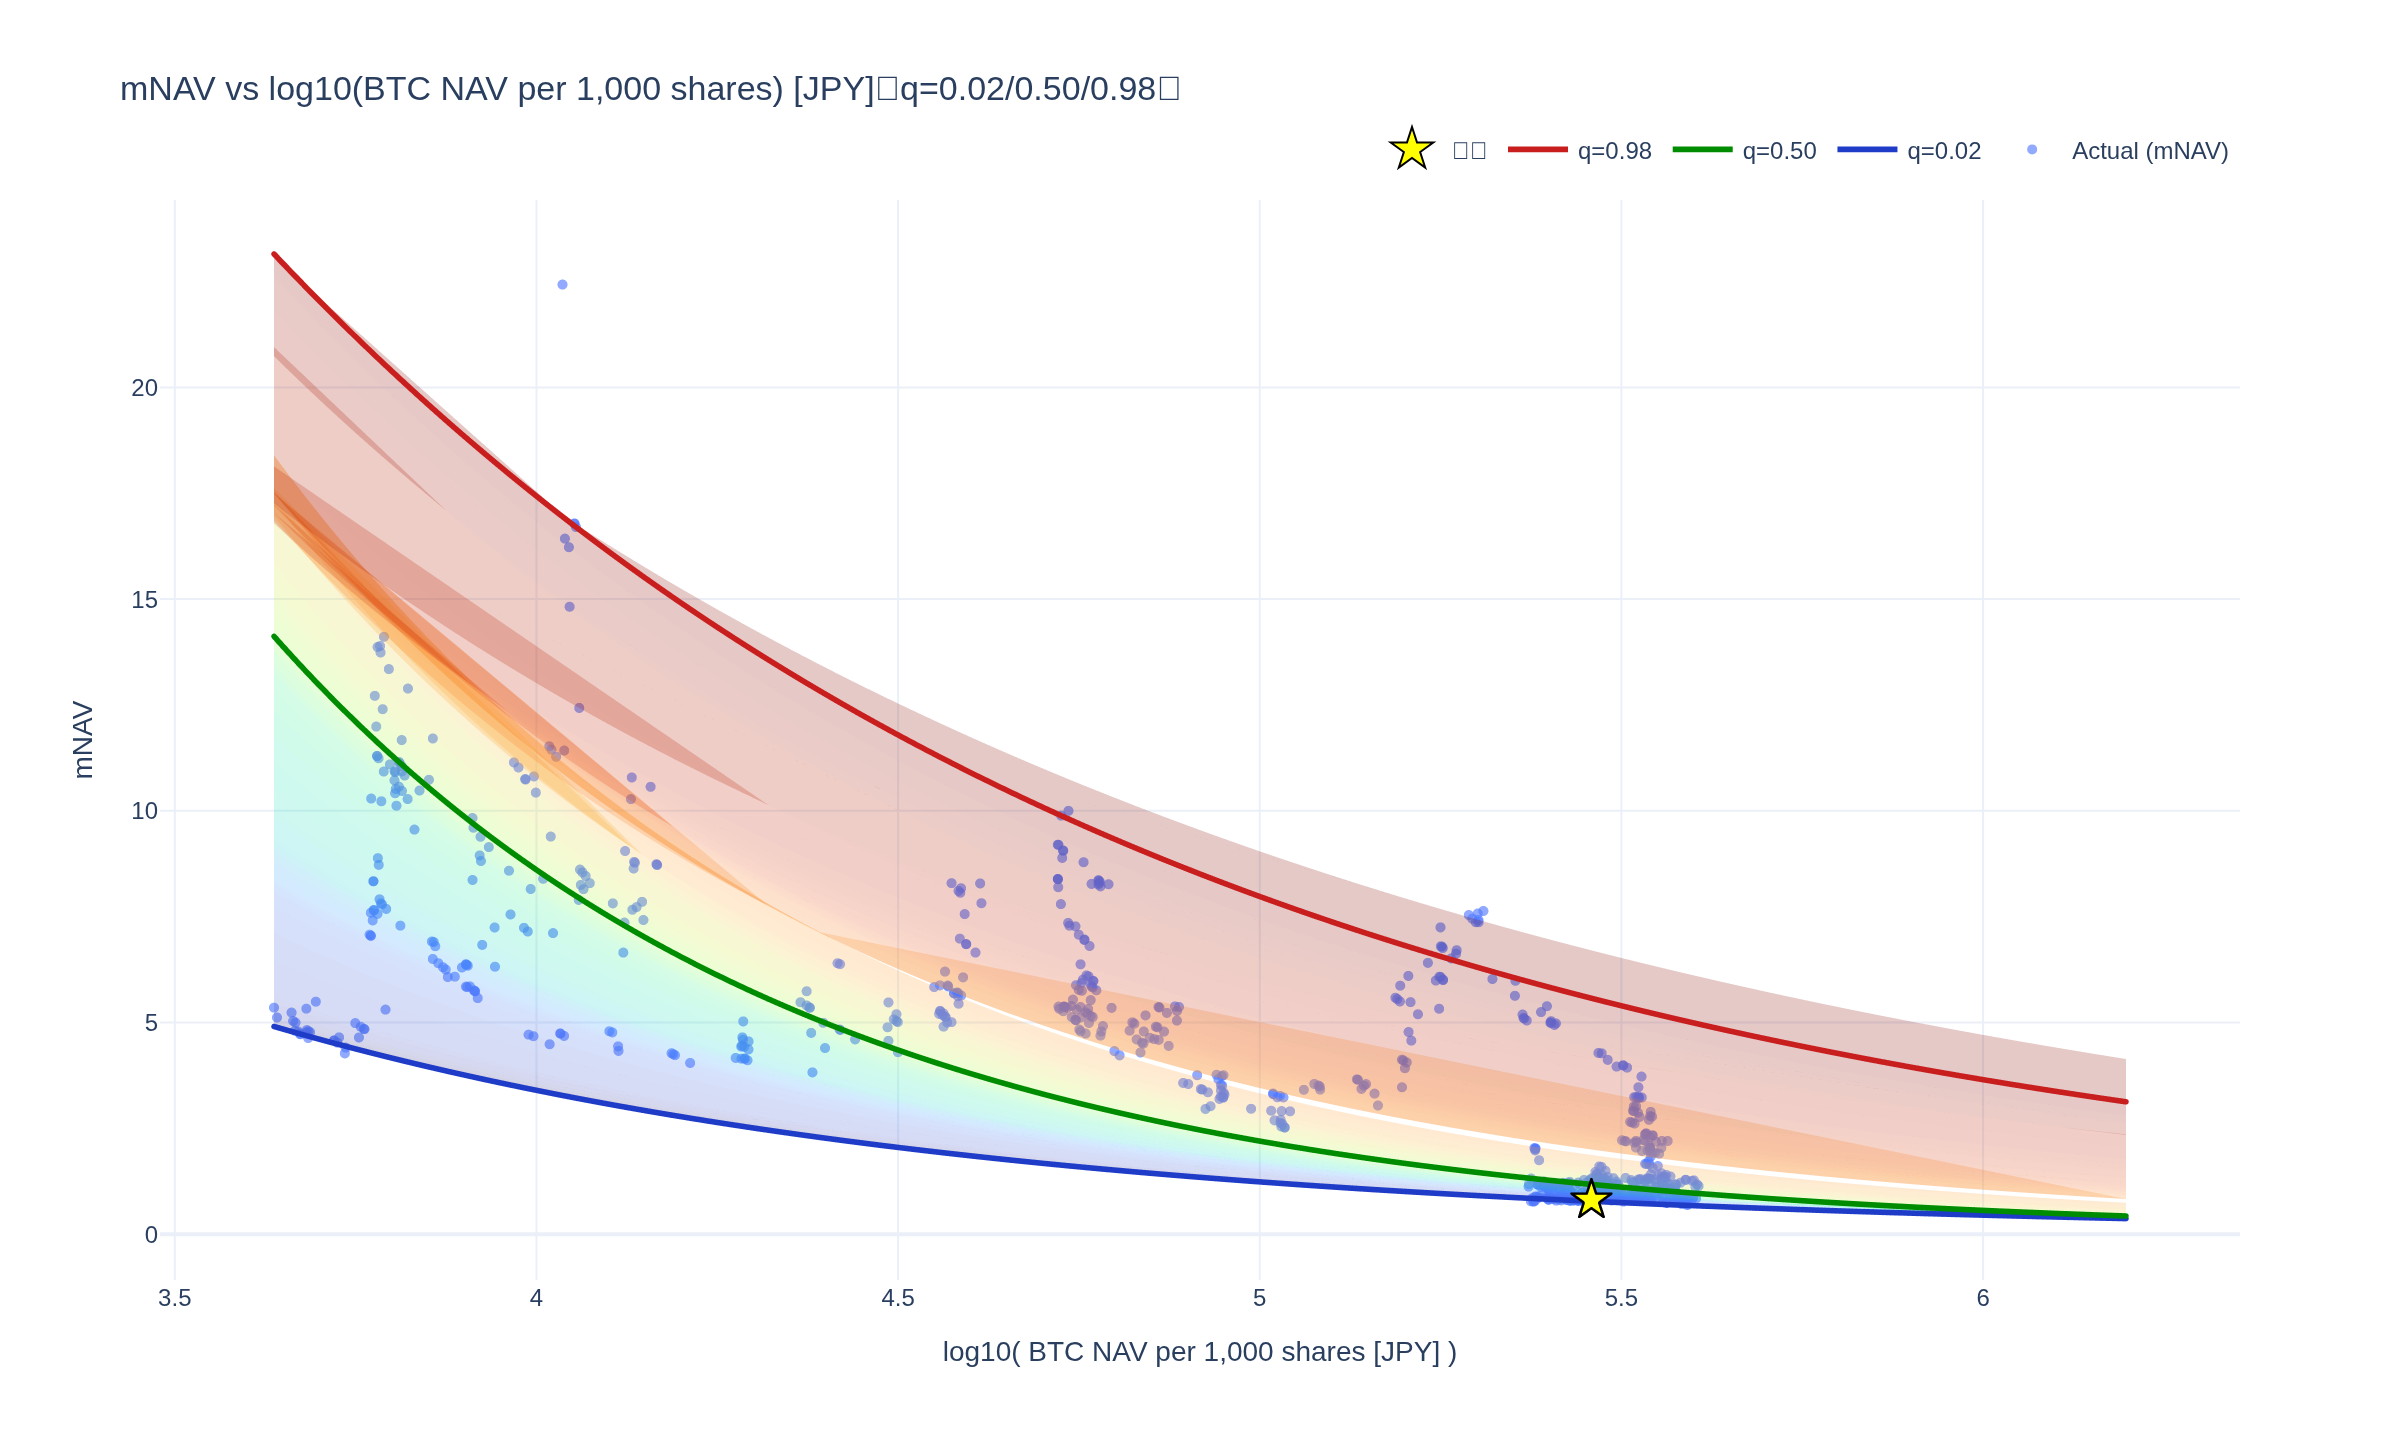 mNAV vs log10(BTC NAV per 1,000 shares) [JPY]□q=0.02/0.50/0.98□
□□ q=0.98 q=0.50 q=0.02 Actual (mNAV)
mNAV
20
15
10
5
0
3.5 4 4.5 5 5.5 6
log10( BTC NAV per 1,000 shares [JPY] )